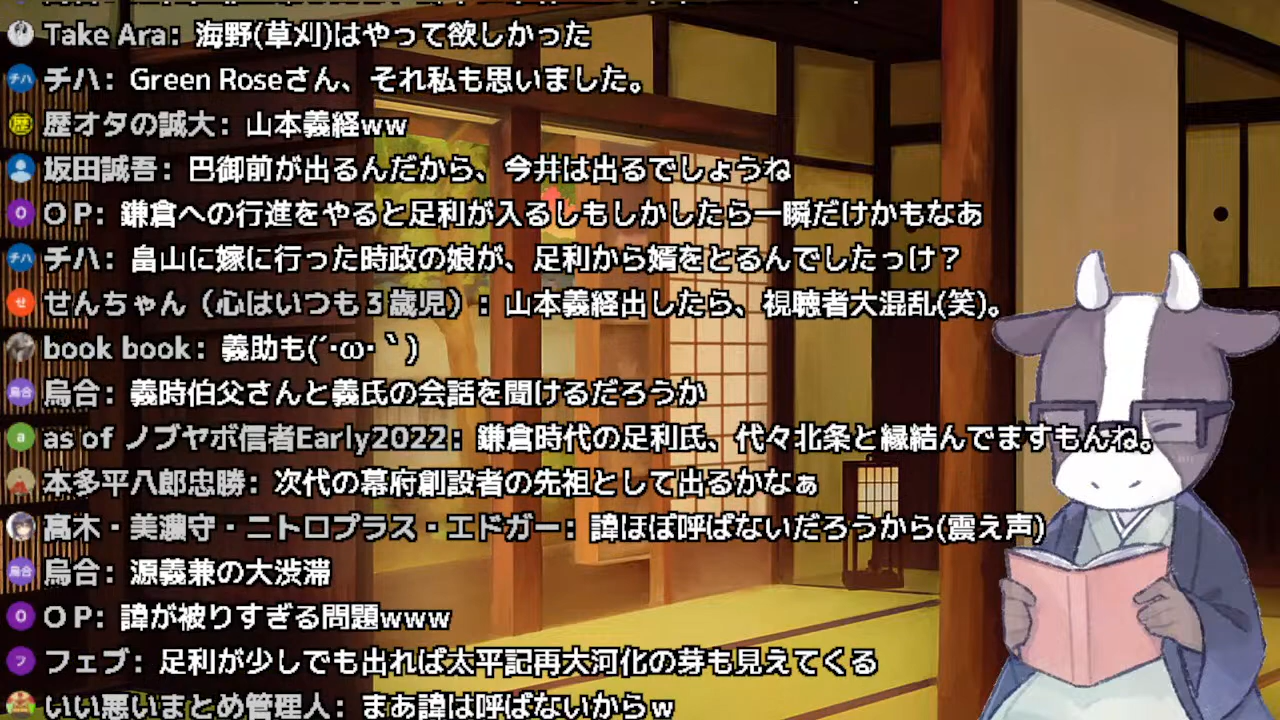 Take Ara: 海野(草刈)はやって欲しかった
チハ: Green Roseさん、それ私も思いました。
歴オタの誠大: 山本義経ww
坂田誠吾: 巴御前が出るんだから、今井は出るでしょうね
O P: 鎌倉への行進をやると足利が入るしもしかしたら一瞬だけかもなあ
チハ: 畠山に嫁に行った時政の娘が、足利から婿をとるんでしたっけ？
せんちゃん（心はいつも３歳児）: 山本義経出したら、視聴者大混乱(笑)。
book book: 義助も(´･ω･｀)
烏合: 義時伯父さんと義氏の会話を聞けるだろうか
as of ノブヤボ信者Early2022: 鎌倉時代の足利氏、代々北条と縁結んでますもんね。
本多平八郎忠勝: 次代の幕府創設者の先祖として出るかなぁ
髙木・美濃守・ニトロプラス・エドガー: 諱ほぼ呼ばないだろうから(震え声)
烏合: 源義兼の大渋滞
O P: 諱が被りすぎる問題www
フェブ: 足利が少しでも出れば太平記再大河化の芽も見えてくる
いい悪いまとめ管理人: まあ諱は呼ばないからw